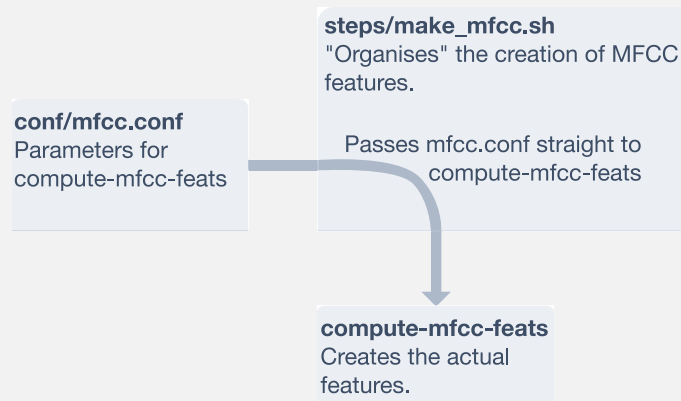 steps/make_mfcc.sh
"Organises" the creation of MFCC
features.
Passes mfcc.conf straight to
compute-mfcc-feats
conf/mfcc.conf
Parameters for
compute-mfcc-feats
compute-mfcc-feats
Creates the actual
features.